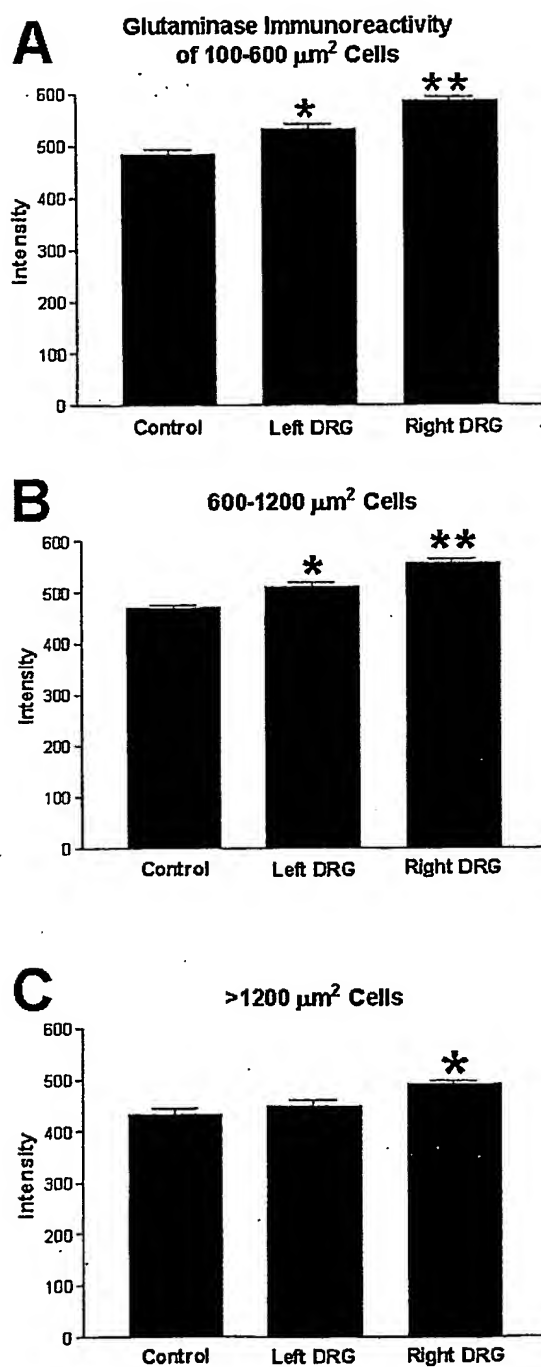 A
Glutaminase Immunoreactivity
of 100-600 μm² Cells
* **
600
500
400
300
200
100
0
Intensity
Control Left DRG Right DRG
B
600-1200 μm² Cells
* **
600
500
400
300
200
100
0
Intensity
Control Left DRG Right DRG
C
>1200 μm² Cells
*
600
500
400
300
200
100
0
Intensity
Control Left DRG Right DRG